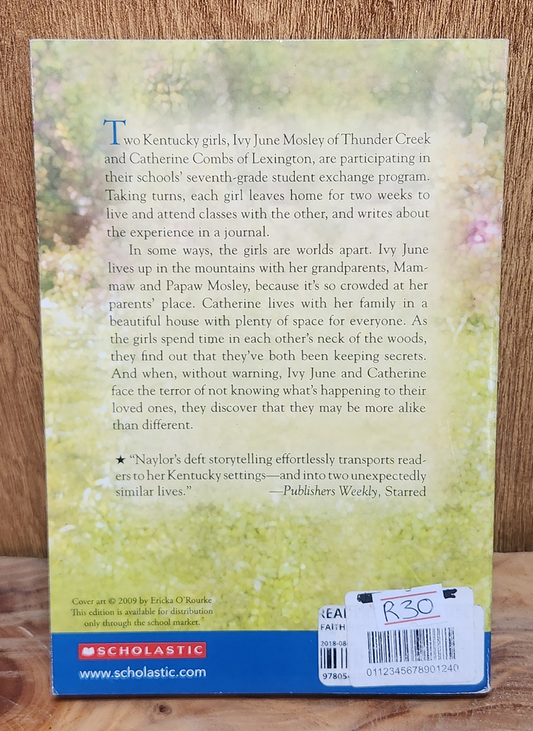 Two Kentucky girls, Ivy June Mosley of Thunder Creek
and Catherine Combs of Lexington, are participating in
their schools' seventh-grade student exchange program.
Taking turns, each girl leaves home for two weeks to
live and attend classes with the other, and writes about
the experience in a journal.
In some ways, the girls are worlds apart. Ivy June
lives up in the mountains with her grandparents, Mam-
maw and Papaw Mosley, because it's so crowded at her
parents' place. Catherine lives with her family in a
beautiful house with plenty of space for everyone. As
the girls spend time in each other's neck of the woods,
they find out that they've both been keeping secrets.
And when, without warning, Ivy June and Catherine
face the terror of not knowing what's happening to their
loved ones, they discover that they may be more alike
than different.
★ “Naylor's deft storytelling effortlessly transports read-
ers to her Kentucky settings—and into two unexpectedly
similar lives.” —Publishers Weekly, Starred
Cover art © 2009 by Ericka O'Rourke
This edition is available for distribution
only through the school market.
SCHOLASTIC
www.scholastic.com
R30
FAITH
2018-08
97805
0112345678901240